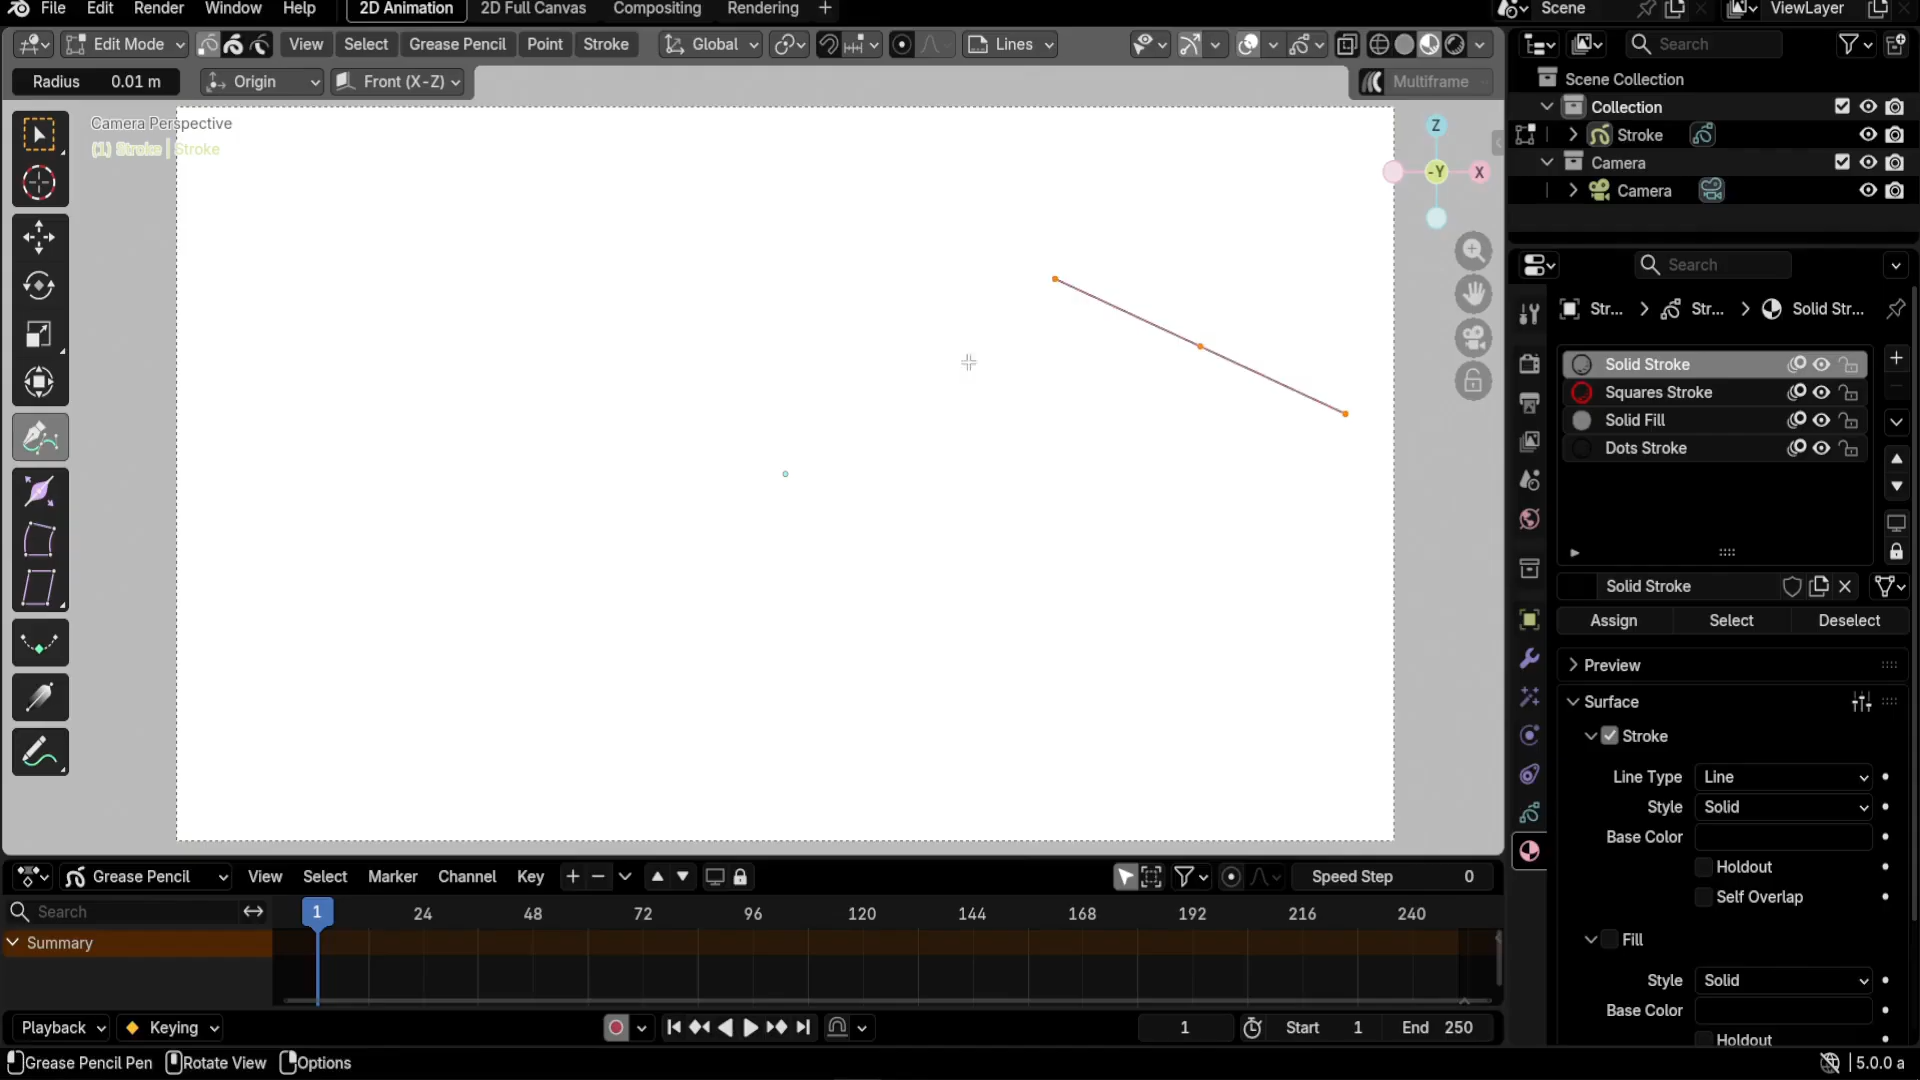 File Edit Render Window Help 2D Animation 2D Full Canvas Compositing Rendering + Scene ViewLayer
Edit Mode View Select Grease Pencil Point Stroke Global Lines Search
Radius 0.01 m Origin Front (X-Z) Multiframe
Scene Collection
Collection
Stroke
Camera
Camera
Camera Perspective
(1) Stroke | Stroke
Z
-Y X
Search
Str... Str... Solid Str...
Solid Stroke
Squares Stroke
Solid Fill
Dots Stroke
Solid Stroke
Assign Select Deselect
Preview
Surface
Stroke
Line Type Line
Style Solid
Base Color
Holdout
Self Overlap
Fill
Style Solid
Base Color
Holdout
Grease Pencil View Select Marker Channel Key Speed Step 0
Search 1 24 48 72 96 120 144 168 192 216 240
Summary
Playback Keying 1 Start 1 End 250
Grease Pencil Pen Rotate View Options 5.0.0 a